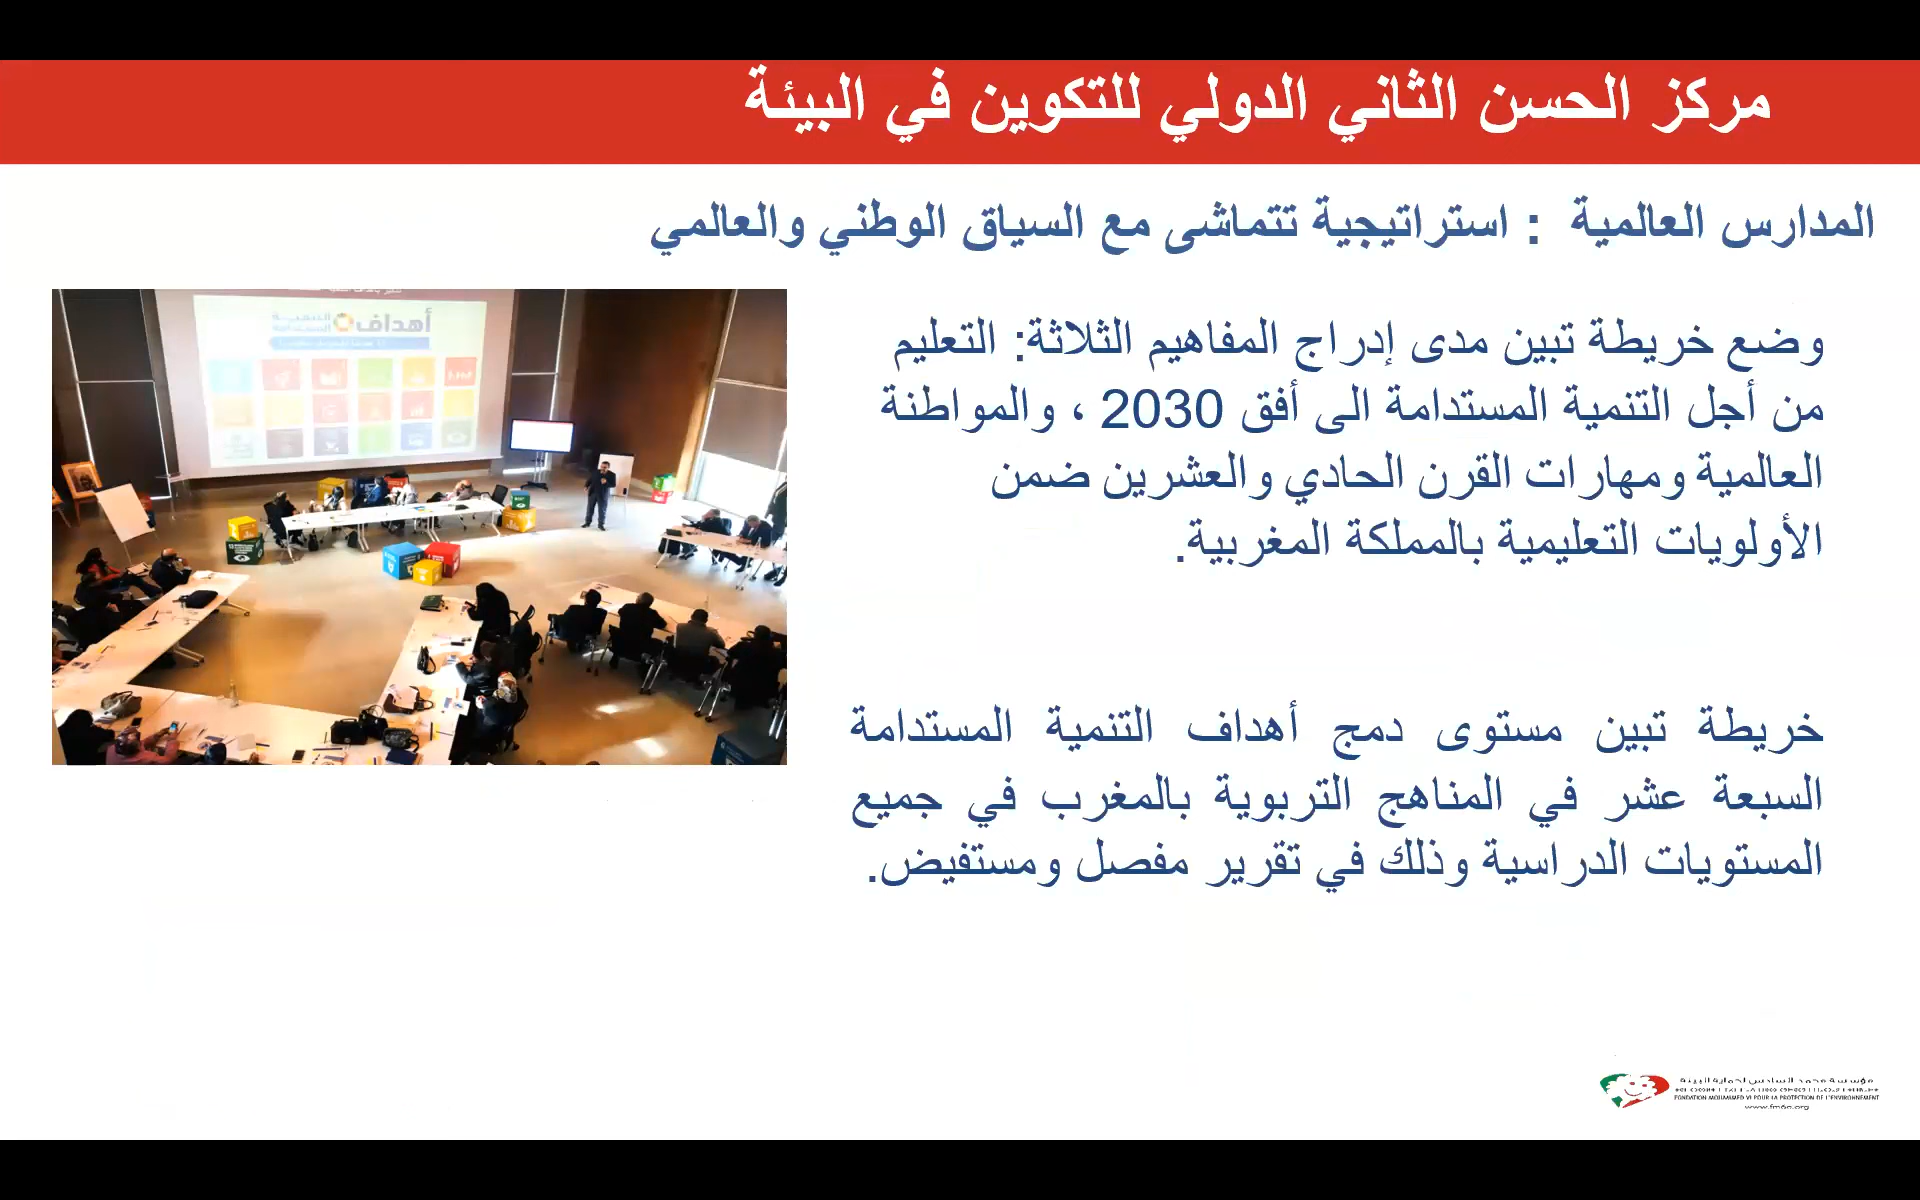 مركز الحسن الثاني الدولي للتكوين في البيئة
المدارس العالمية : استراتيجية تتماشى مع السياق الوطني والعالمي
وضع خريطة تبين مدى إدراج المفاهيم الثلاثة: التعليم
من أجل التنمية المستدامة الى أفق 2030 ، والمواطنة
العالمية ومهارات القرن الحادي والعشرين ضمن
الأولويات التعليمية بالمملكة المغربية.
خريطة تبين مستوى دمج أهداف التنمية المستدامة
السبعة عشر في المناهج التربوية بالمغرب في جميع
المستويات الدراسية وذلك في تقرير مفصل ومستفيض.
أهداف التنمية المستدامة
مؤسسة محمد السادس لحماية البيئة
FONDATION MOHAMMED VI POUR LA PROTECTION DE L'ENVIRONNEMENT
www.fm6e.org